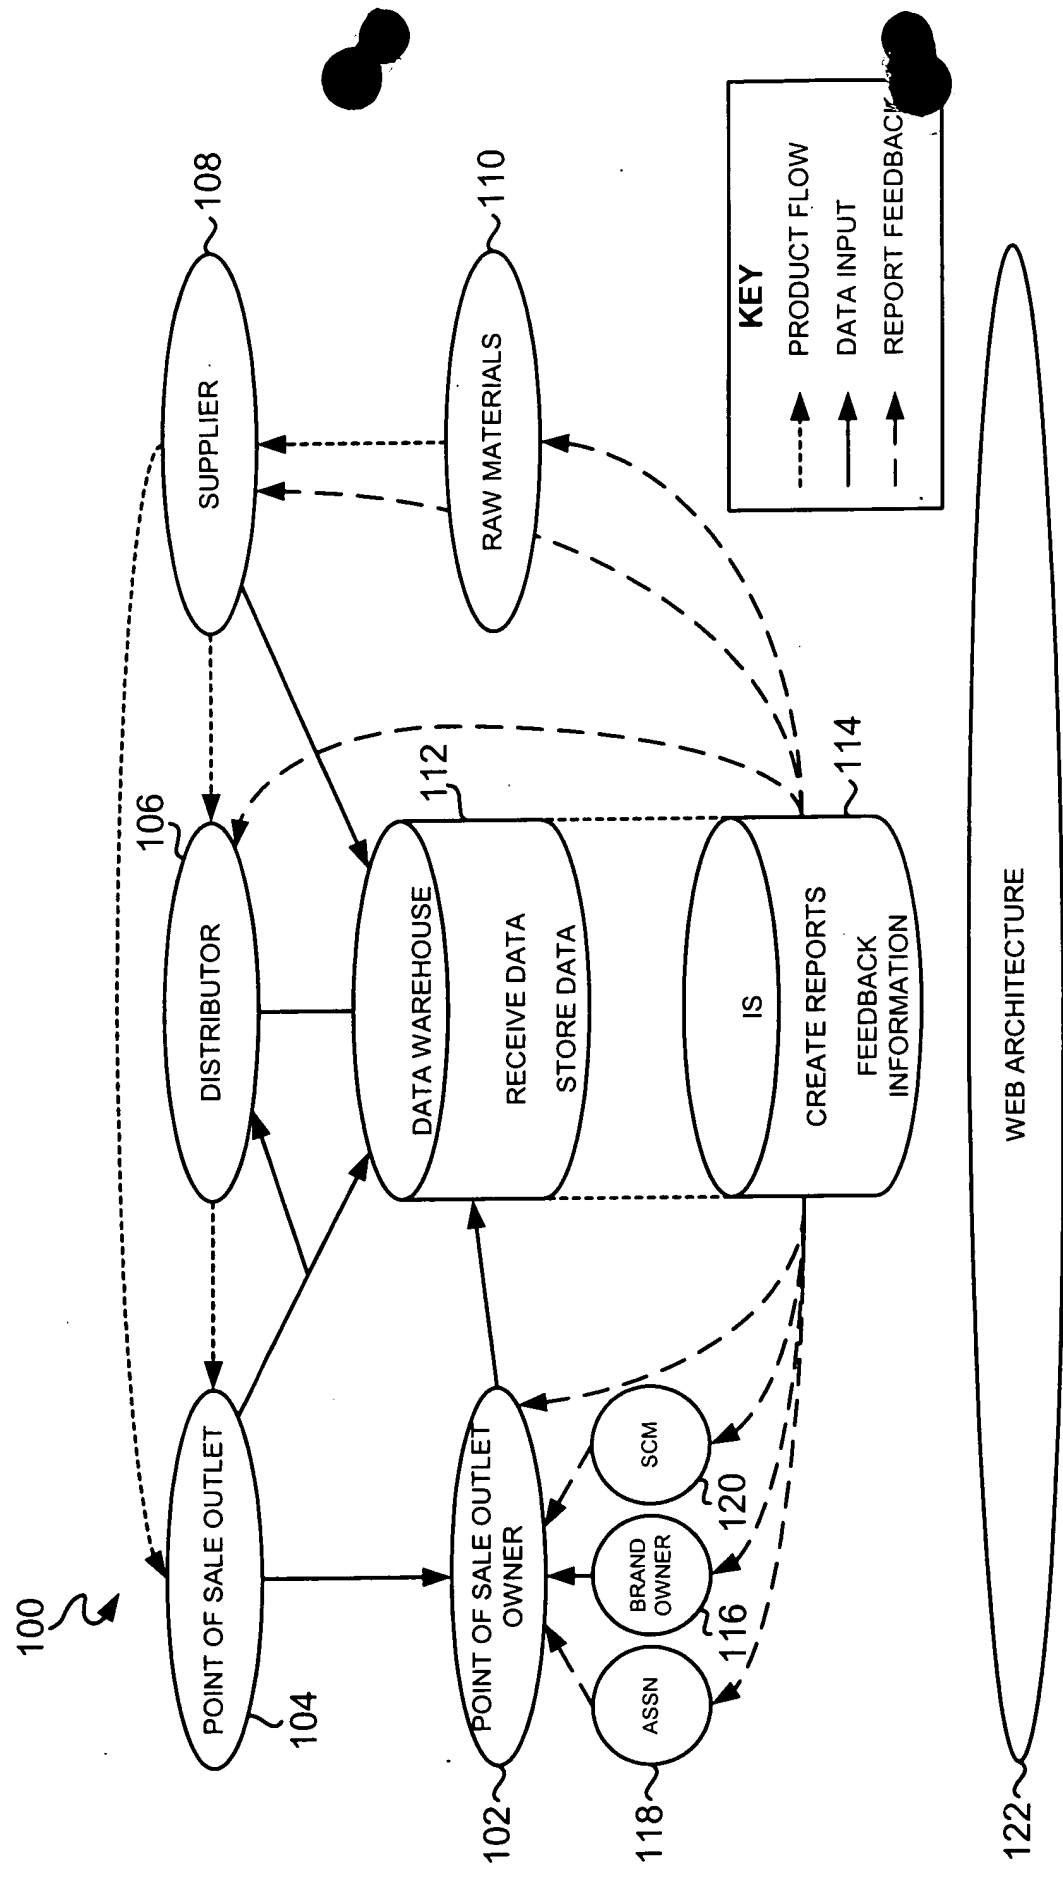 100
108
106
SUPPLIER
DISTRIBUTOR
POINT OF SALE OUTLET
104
110
RAW MATERIALS
112
DATA WAREHOUSE
RECEIVE DATA
STORE DATA
POINT OF SALE OUTLET
OWNER
102
SCM
120
BRAND
OWNER
116
ASSN
118
114
IS
CREATE REPORTS
FEEDBACK
INFORMATION
KEY
PRODUCT FLOW
DATA INPUT
REPORT FEEDBACK
WEB ARCHITECTURE
122